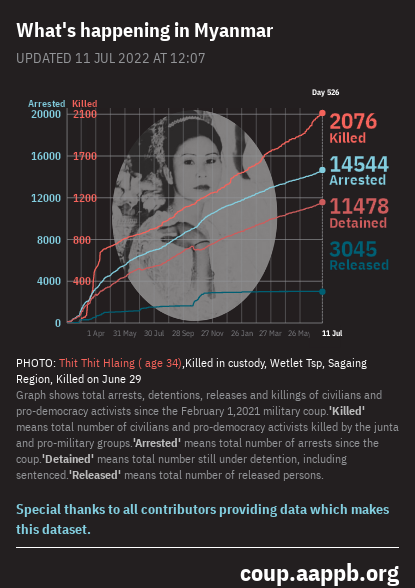 What's happening in Myanmar
UPDATED 11 JUL 2022 AT 12:07
Day 526
Arrested Killed
20000 2100
2076
Killed
16000 1700
14544
Arrested
12000 1200
11478
Detained
8000 800
3045
Released
4000 400
0
1 Apr 31 May 30 Jul 28 Sep 27 Nov 26 Jan 27 Mar 26 May 11 Jul
PHOTO: Thit Thit Hlaing ( age 34),Killed in custody, Wetlet Tsp, Sagaing
Region, Killed on June 29
Graph shows total arrests, detentions, releases and killings of civilians and
pro-democracy activists since the February 1,2021 military coup.'Killed'
means total number of civilians and pro-democracy activists killed by the junta
and pro-military groups.'Arrested' means total number of arrests since the
coup.'Detained' means total number still under detention, including
sentenced.'Released' means total number of released persons.
Special thanks to all contributors providing data which makes
this dataset.
coup.aappb.org